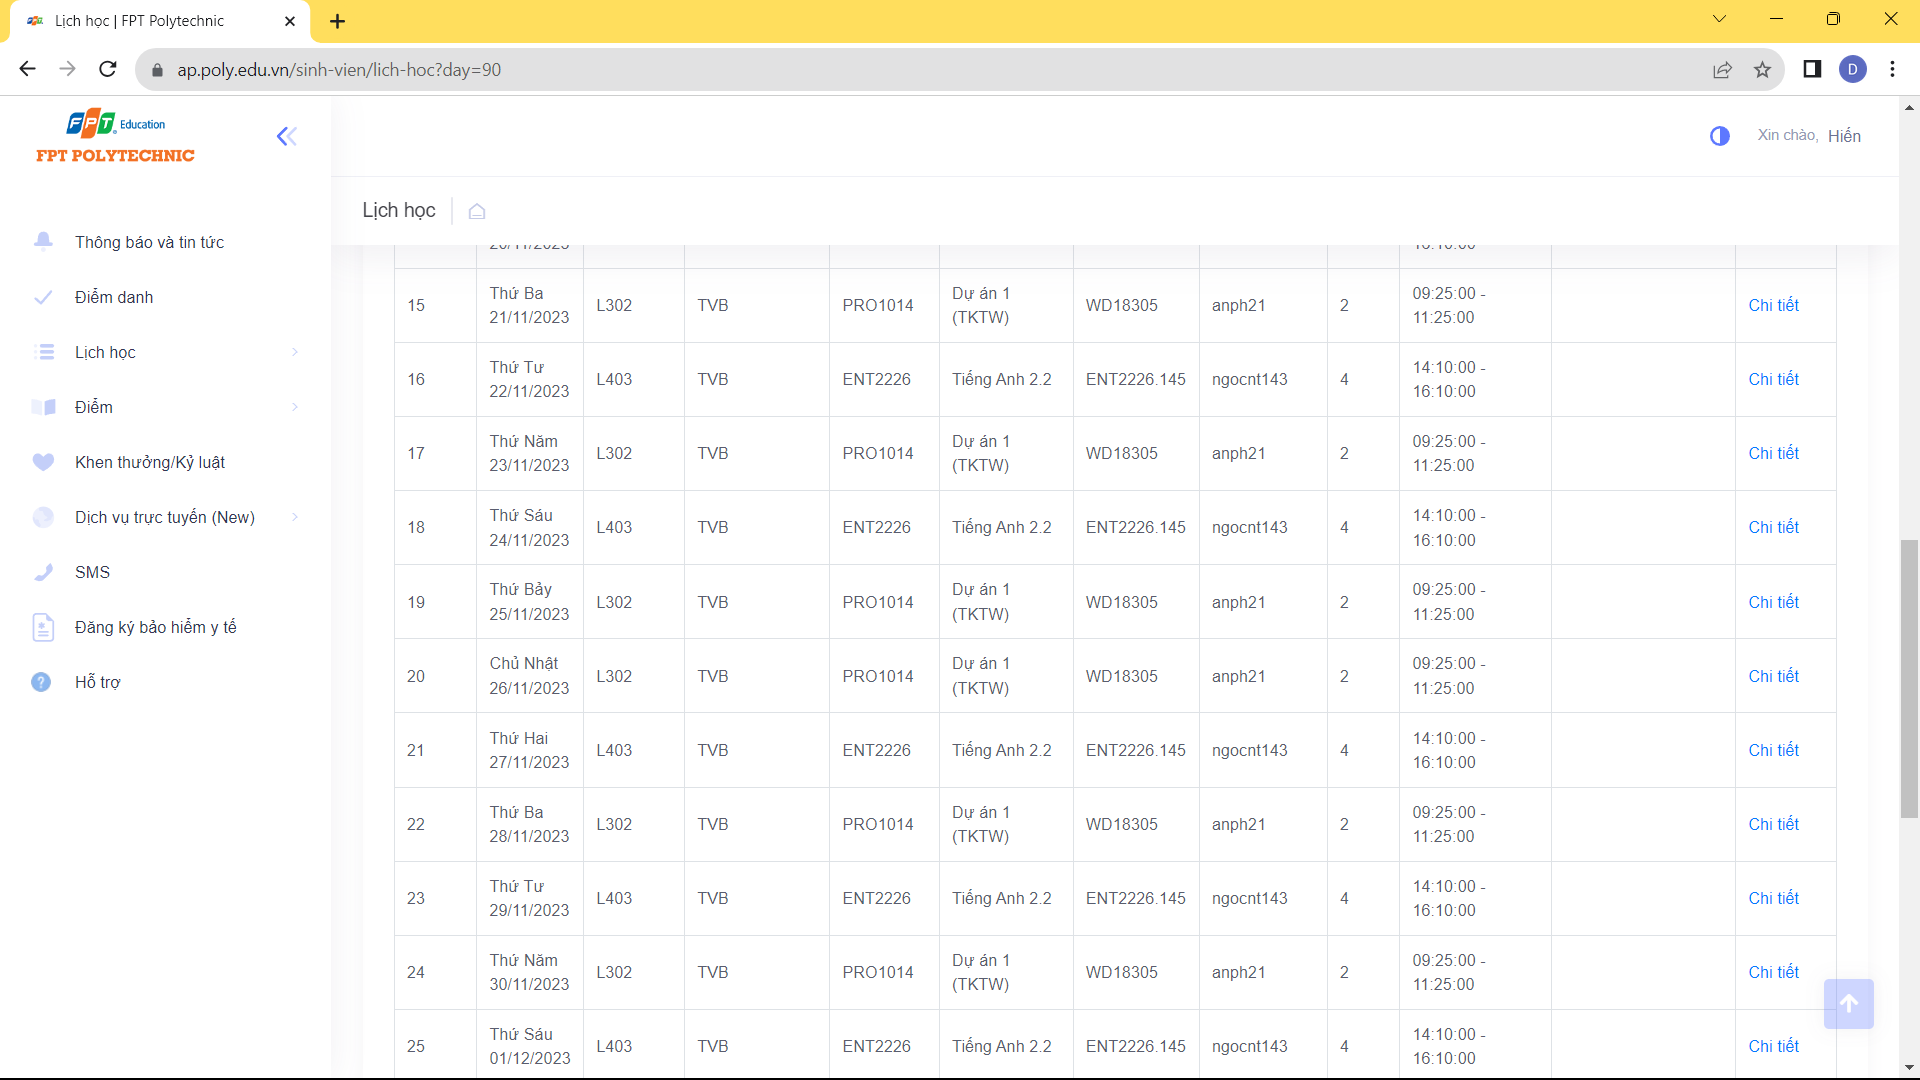 Lịch học | FPT Polytechnic
ap.poly.edu.vn/sinh-vien/lich-hoc?day=90
D
FPT Education
FPT POLYTECHNIC
Xin chào, Hiến
Lịch học
Thông báo và tin tức
Điểm danh
Lịch học
Điểm
Khen thưởng/Kỷ luật
Dịch vụ trực tuyến (New)
SMS
Đăng ký bảo hiểm y tế
Hỗ trợ
20/11/2023 16:10:00
15 Thứ Ba 21/11/2023 L302 TVB PRO1014 Dự án 1 (TKTW) WD18305 anph21 2 09:25:00 - 11:25:00 Chi tiết
16 Thứ Tư 22/11/2023 L403 TVB ENT2226 Tiếng Anh 2.2 ENT2226.145 ngocnt143 4 14:10:00 - 16:10:00 Chi tiết
17 Thứ Năm 23/11/2023 L302 TVB PRO1014 Dự án 1 (TKTW) WD18305 anph21 2 09:25:00 - 11:25:00 Chi tiết
18 Thứ Sáu 24/11/2023 L403 TVB ENT2226 Tiếng Anh 2.2 ENT2226.145 ngocnt143 4 14:10:00 - 16:10:00 Chi tiết
19 Thứ Bảy 25/11/2023 L302 TVB PRO1014 Dự án 1 (TKTW) WD18305 anph21 2 09:25:00 - 11:25:00 Chi tiết
20 Chủ Nhật 26/11/2023 L302 TVB PRO1014 Dự án 1 (TKTW) WD18305 anph21 2 09:25:00 - 11:25:00 Chi tiết
21 Thứ Hai 27/11/2023 L403 TVB ENT2226 Tiếng Anh 2.2 ENT2226.145 ngocnt143 4 14:10:00 - 16:10:00 Chi tiết
22 Thứ Ba 28/11/2023 L302 TVB PRO1014 Dự án 1 (TKTW) WD18305 anph21 2 09:25:00 - 11:25:00 Chi tiết
23 Thứ Tư 29/11/2023 L403 TVB ENT2226 Tiếng Anh 2.2 ENT2226.145 ngocnt143 4 14:10:00 - 16:10:00 Chi tiết
24 Thứ Năm 30/11/2023 L302 TVB PRO1014 Dự án 1 (TKTW) WD18305 anph21 2 09:25:00 - 11:25:00 Chi tiết
25 Thứ Sáu 01/12/2023 L403 TVB ENT2226 Tiếng Anh 2.2 ENT2226.145 ngocnt143 4 14:10:00 - 16:10:00 Chi tiết